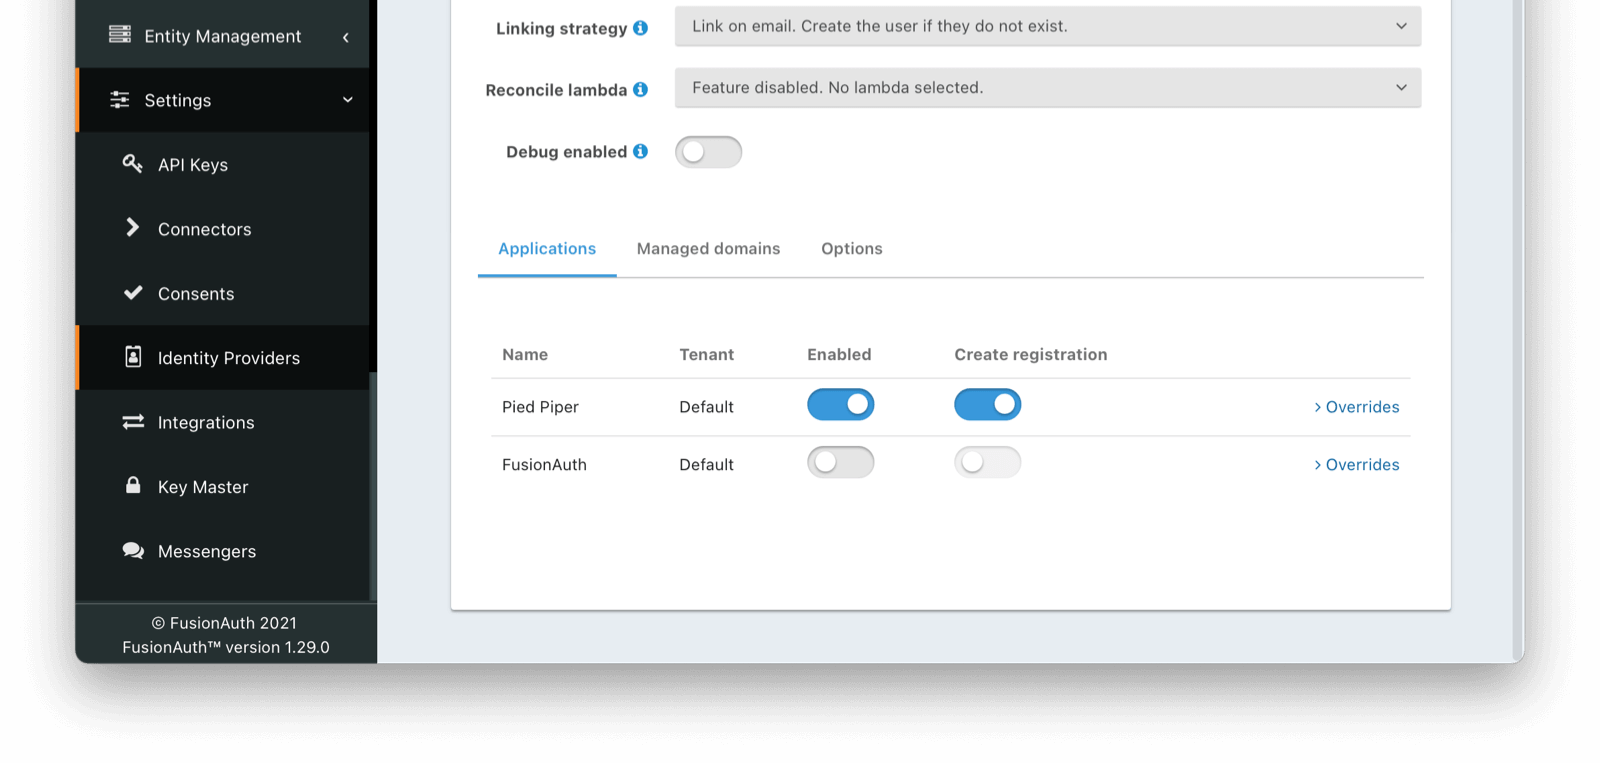 Entity Management
Settings
API Keys
Connectors
Consents
Identity Providers
Integrations
Key Master
Messengers
© FusionAuth 2021
FusionAuth™ version 1.29.0
Linking strategy
Link on email. Create the user if they do not exist.
Reconcile lambda
Feature disabled. No lambda selected.
Debug enabled
Applications Managed domains Options
Name Tenant Enabled Create registration
Pied Piper Default Overrides
FusionAuth Default Overrides